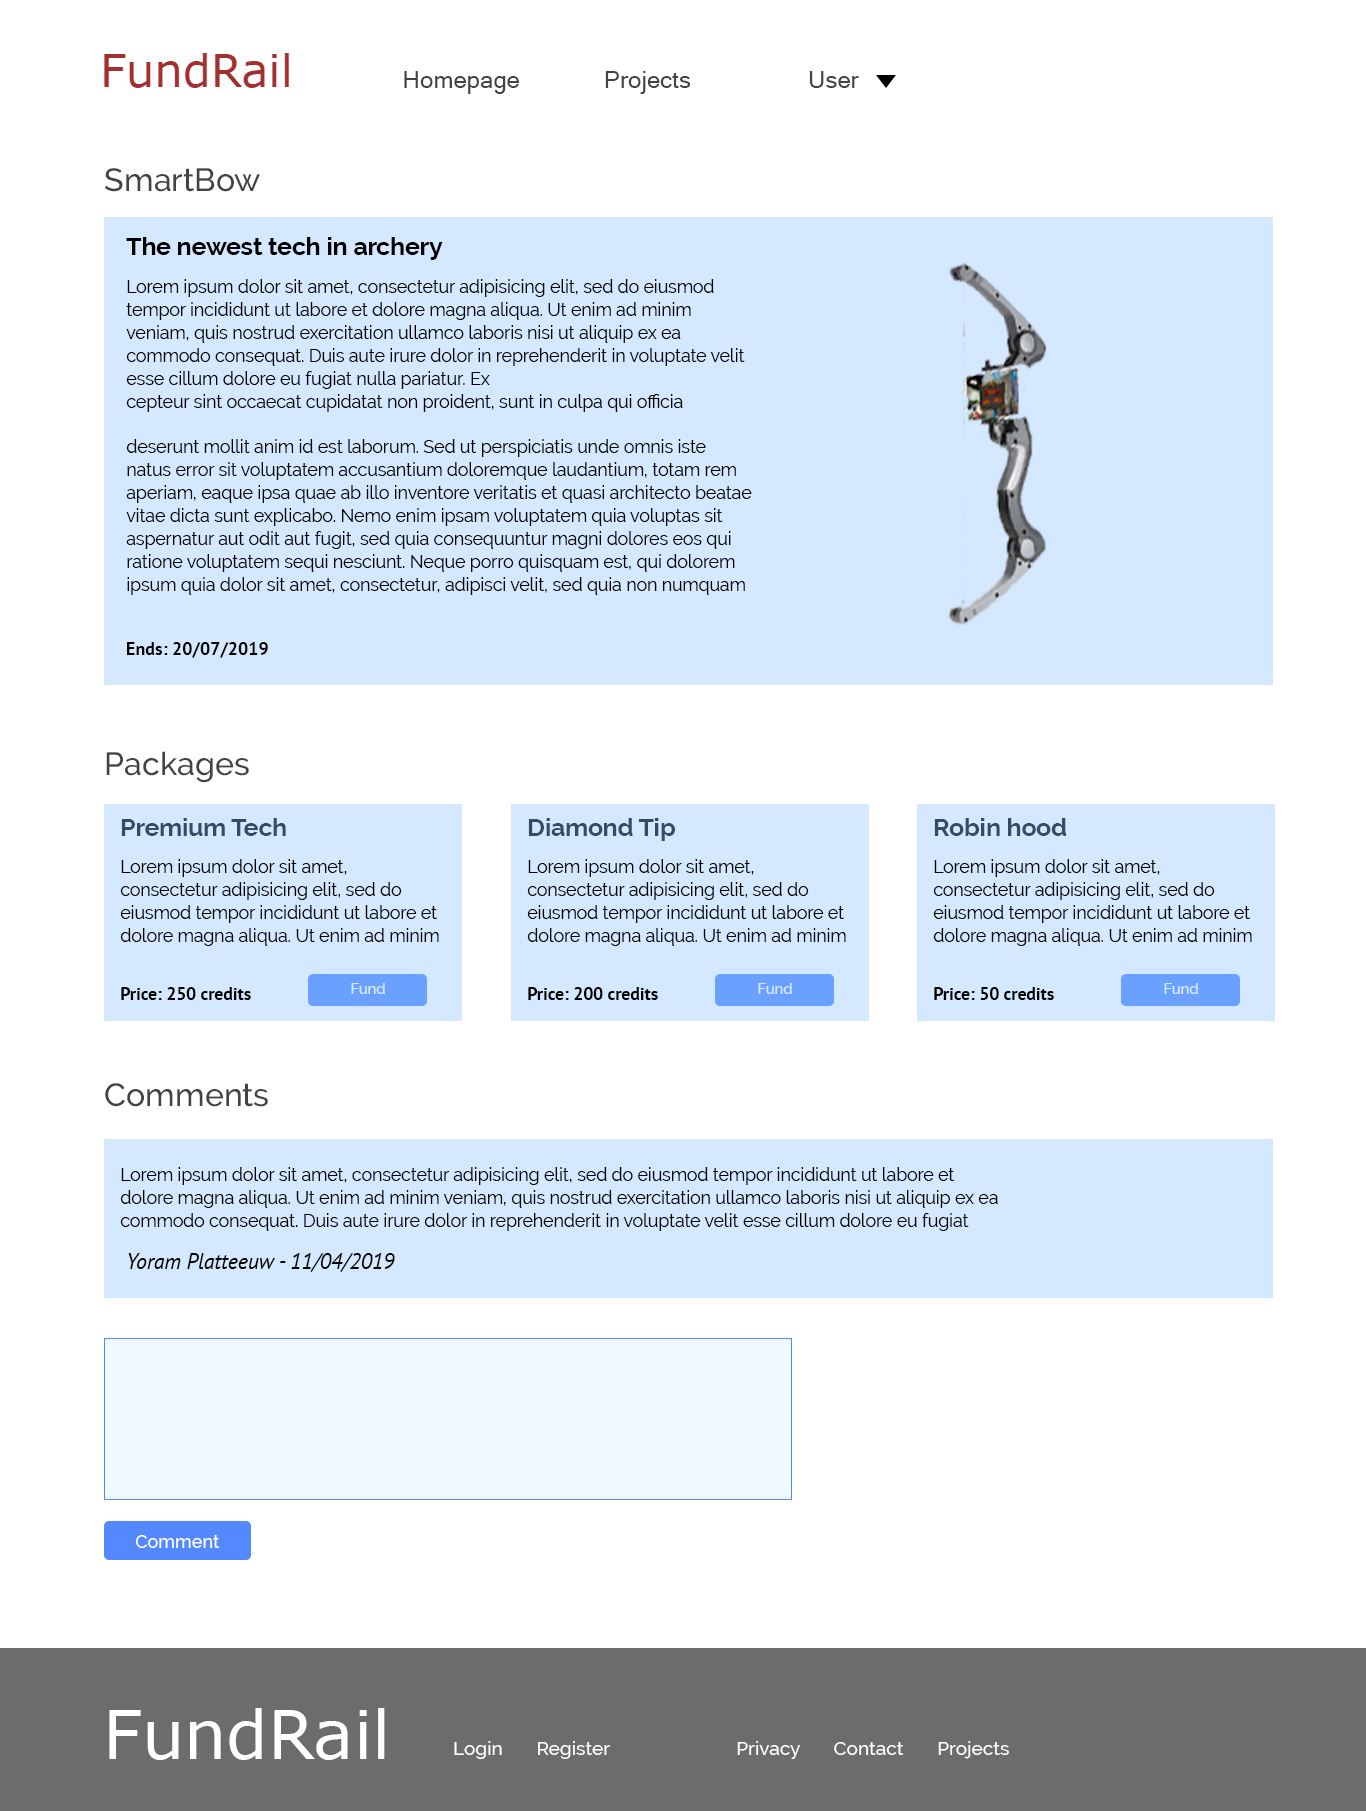 FundRail
Homepage Projects User
SmartBow
The newest tech in archery
Lorem ipsum dolor sit amet, consectetur adipisicing elit, sed do eiusmod
tempor incididunt ut labore et dolore magna aliqua. Ut enim ad minim
veniam, quis nostrud exercitation ullamco laboris nisi ut aliquip ex ea
commodo consequat. Duis aute irure dolor in reprehenderit in voluptate velit
esse cillum dolore eu fugiat nulla pariatur. Ex
cepteur sint occaecat cupidatat non proident, sunt in culpa qui officia
deserunt mollit anim id est laborum. Sed ut perspiciatis unde omnis iste
natus error sit voluptatem accusantium doloremque laudantium, totam rem
aperiam, eaque ipsa quae ab illo inventore veritatis et quasi architecto beatae
vitae dicta sunt explicabo. Nemo enim ipsam voluptatem quia voluptas sit
aspernatur aut odit aut fugit, sed quia consequuntur magni dolores eos qui
ratione voluptatem sequi nesciunt. Neque porro quisquam est, qui dolorem
ipsum quia dolor sit amet, consectetur, adipisci velit, sed quia non numquam
Ends: 20/07/2019
Packages
Premium Tech
Lorem ipsum dolor sit amet,
consectetur adipisicing elit, sed do
eiusmod tempor incididunt ut labore et
dolore magna aliqua. Ut enim ad minim
Price: 250 credits Fund
Diamond Tip
Lorem ipsum dolor sit amet,
consectetur adipisicing elit, sed do
eiusmod tempor incididunt ut labore et
dolore magna aliqua. Ut enim ad minim
Price: 200 credits Fund
Robin hood
Lorem ipsum dolor sit amet,
consectetur adipisicing elit, sed do
eiusmod tempor incididunt ut labore et
dolore magna aliqua. Ut enim ad minim
Price: 50 credits Fund
Comments
Lorem ipsum dolor sit amet, consectetur adipisicing elit, sed do eiusmod tempor incididunt ut labore et
dolore magna aliqua. Ut enim ad minim veniam, quis nostrud exercitation ullamco laboris nisi ut aliquip ex ea
commodo consequat. Duis aute irure dolor in reprehenderit in voluptate velit esse cillum dolore eu fugiat
Yoram Platteeuw - 11/04/2019
Comment
FundRail
Login Register Privacy Contact Projects